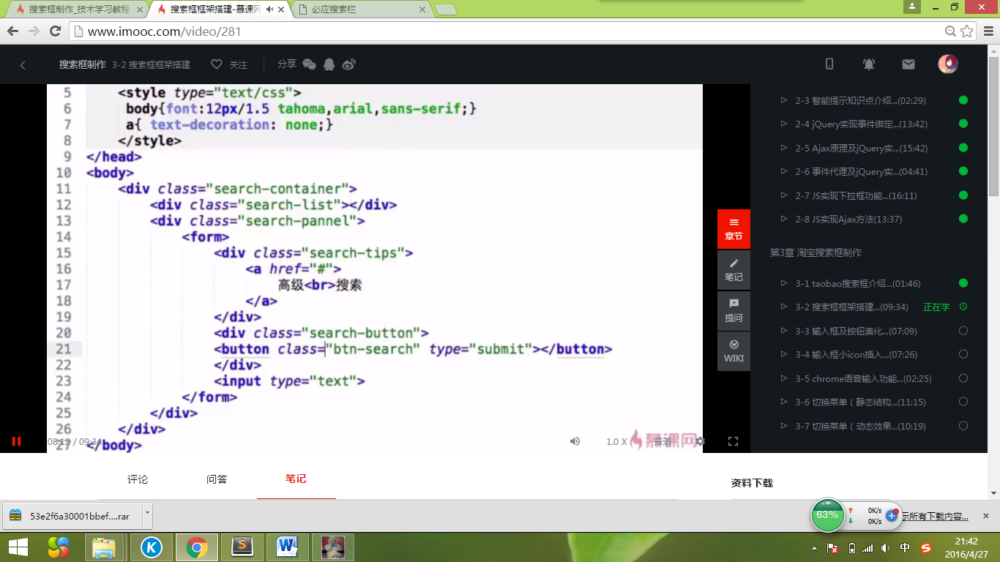 搜索框制作_技术学习教程
搜索框框架搭建-慕课网
必应搜索栏
www.imooc.com/video/281
搜索框制作 3-2 搜索框框架搭建 关注 分享
5 <style type="text/css">
6 body{font:12px/1.5 tahoma,arial,sans-serif;}
7 a{ text-decoration: none;}
8 </style>
9 </head>
10 <body>
11 <div class="search-container">
12 <div class="search-list"></div>
13 <div class="search-pannel">
14 <form>
15 <div class="search-tips">
16 <a href="#">
17 高级<br>搜索
18 </a>
19 </div>
20 <div class="search-button">
21 <button class="btn-search" type="submit"></button>
22 </div>
23 <input type="text">
24 </form>
25 </div>
26 </div>
27 </body>
08:12 / 09:34
1.0 X
普清
慕课网
章节
笔记
提问
WIKI
2-3 智能提示知识点介绍...(02:29)
2-4 jQuery实现事件绑定...(13:42)
2-5 Ajax原理及jQuery实...(15:42)
2-6 事件代理及jQuery实...(04:41)
2-7 JS实现下拉框功能...(16:11)
2-8 JS实现Ajax方法(13:37)
第3章 淘宝搜索框制作
3-1 taobao搜索框介绍...(01:46)
3-2 搜索框框架搭建...(09:34) 正在学
3-3 输入框及按钮美化...(07:09)
3-4 输入框小icon插入...(07:26)
3-5 chrome语音输入功能...(02:25)
3-6 切换菜单（静态结构...(11:15)
3-7 切换菜单（动态效果...(10:19)
评论
问答
笔记
资料下载
53e2f6a30001bbef....rar
63%
0K/s
0K/s
示所有下载内容...
中
21:42
2016/4/27